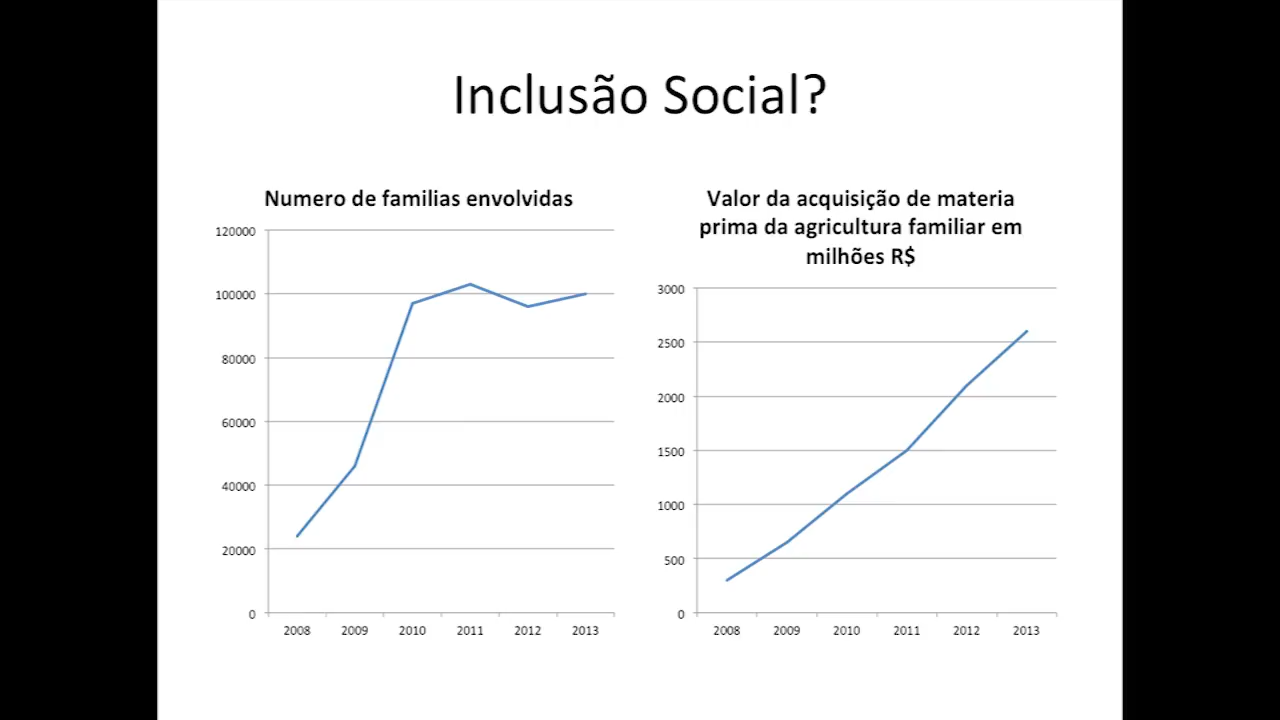 Inclusão Social?
Numero de familias envolvidas
120000
100000
80000
60000
40000
20000
0
2008 2009 2010 2011 2012 2013
Valor da acquisição de materia
prima da agricultura familiar em
milhões R$
3000
2500
2000
1500
1000
500
0
2008 2009 2010 2011 2012 2013